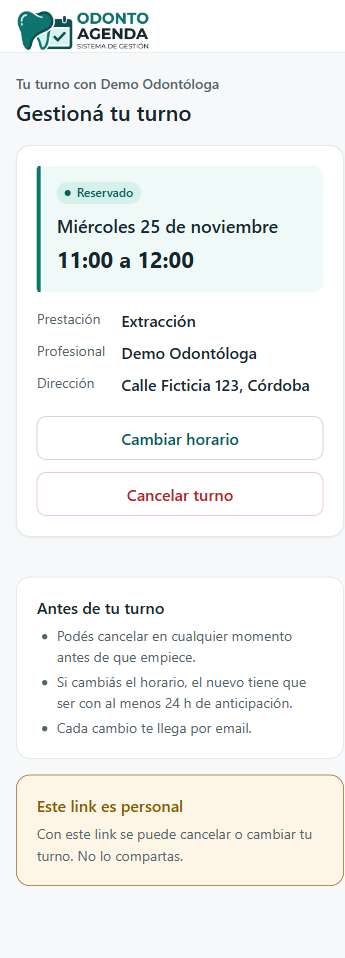 ODONTO
AGENDA
SISTEMA DE GESTIÓN
Tu turno con Demo Odontóloga
Gestioná tu turno
Reservado
Miércoles 25 de noviembre
11:00 a 12:00
Prestación Extracción
Profesional Demo Odontóloga
Dirección Calle Ficticia 123, Córdoba
Cambiar horario
Cancelar turno
Antes de tu turno
• Podés cancelar en cualquier momento
antes de que empiece.
• Si cambiás el horario, el nuevo tiene que
ser con al menos 24 h de anticipación.
• Cada cambio te llega por email.
Este link es personal
Con este link se puede cancelar o cambiar tu
turno. No lo compartas.